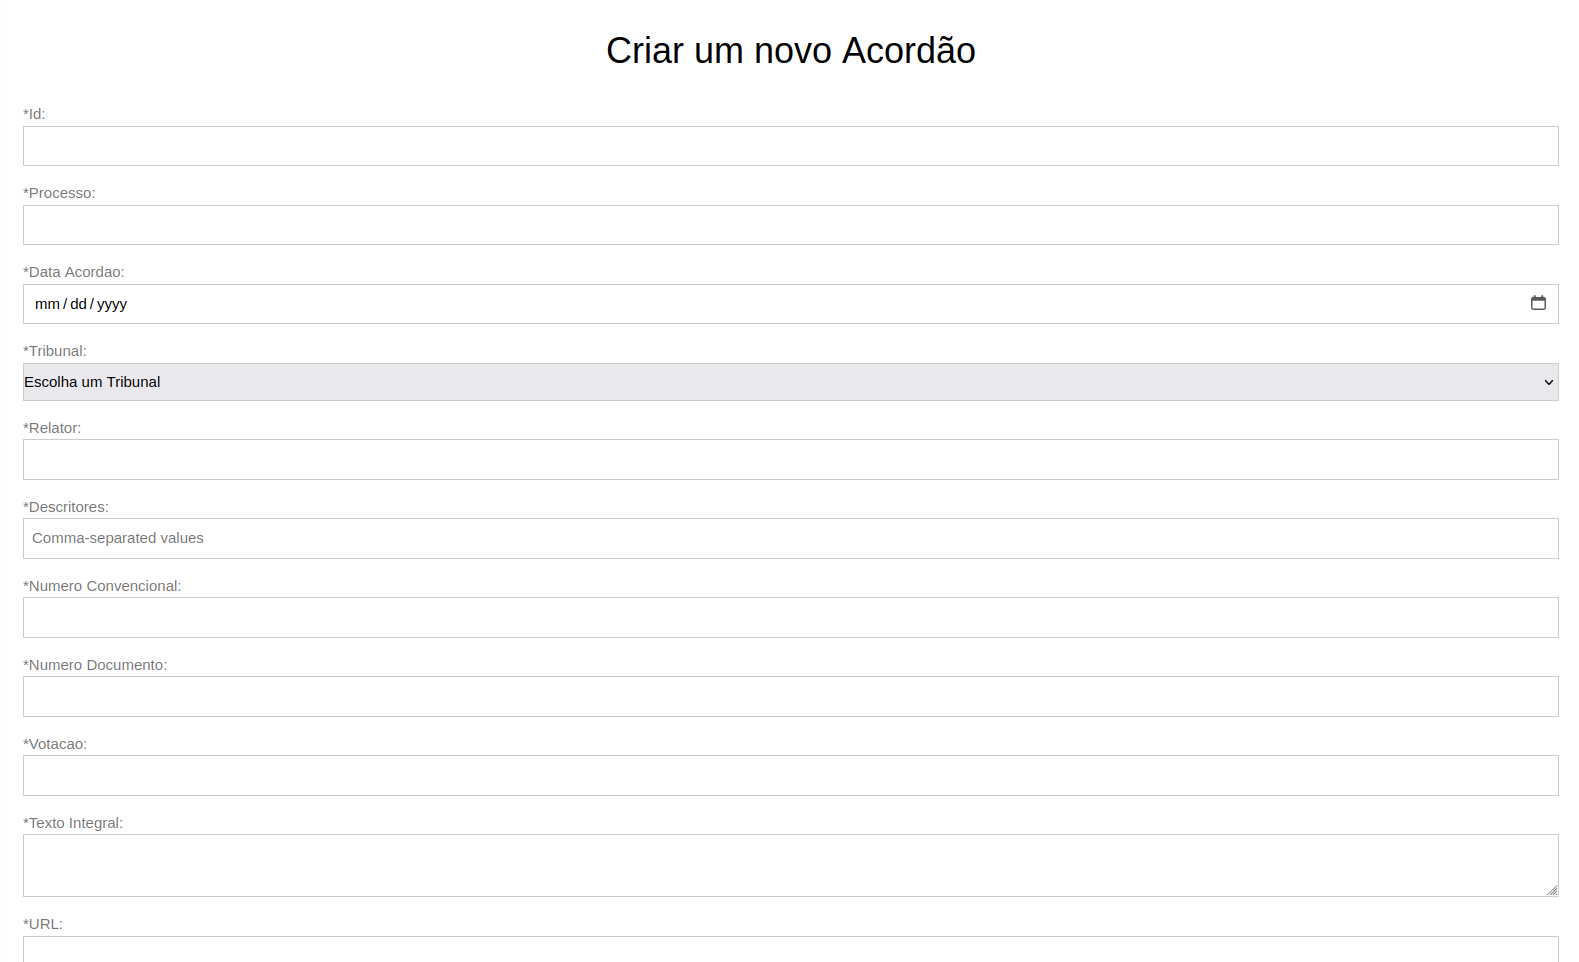 Criar um novo Acordão
*Id:
*Processo:
*Data Acordao:
mm/dd/yyyy
*Tribunal:
Escolha um Tribunal
*Relator:
*Descritores:
Comma-separated values
*Numero Convencional:
*Numero Documento:
*Votacao:
*Texto Integral:
*URL: